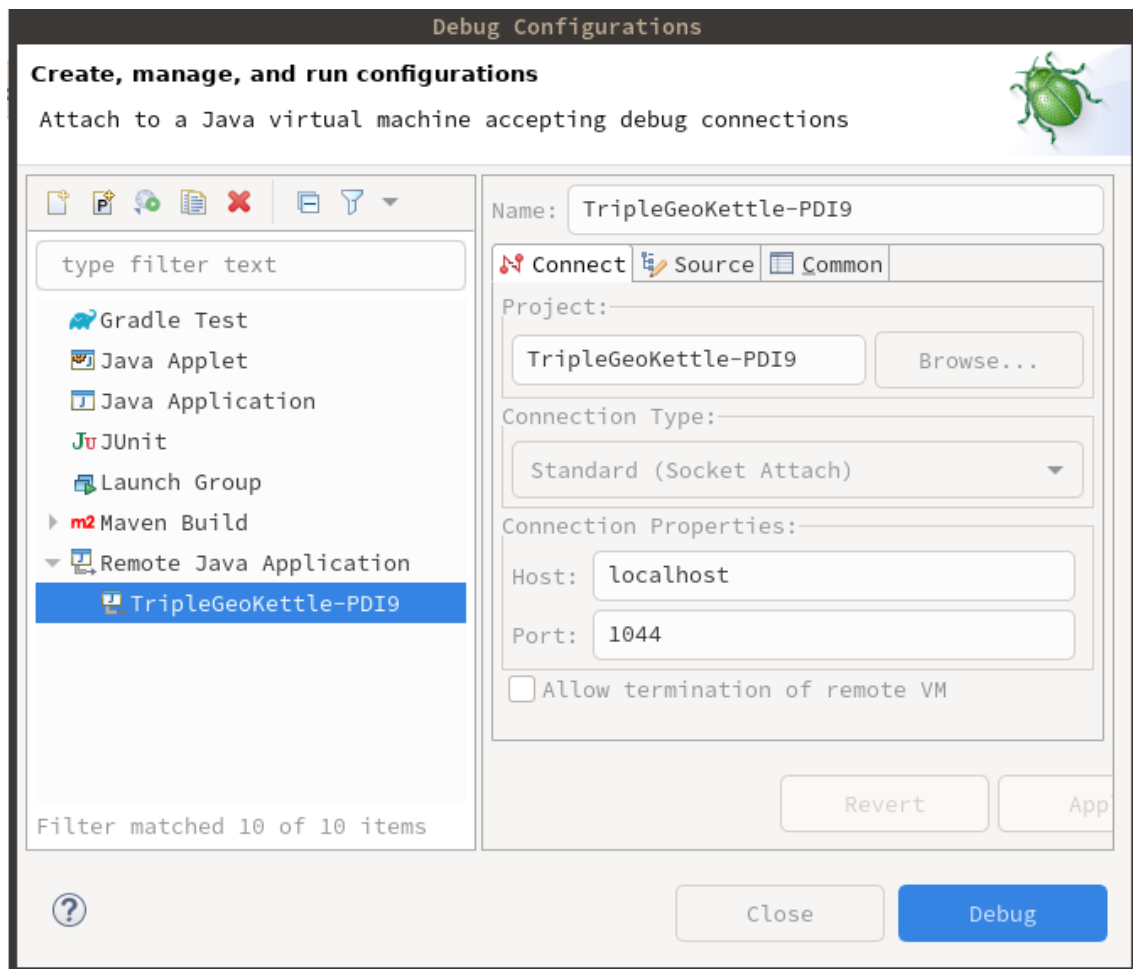 Debug Configurations
Create, manage, and run configurations
Attach to a Java virtual machine accepting debug connections
type filter text
Gradle Test
Java Applet
Java Application
JUnit
Launch Group
Maven Build
Remote Java Application
TripleGeoKettle-PDI9
Filter matched 10 of 10 items
Name: TripleGeoKettle-PDI9
Connect Source Common
Project:
TripleGeoKettle-PDI9 Browse...
Connection Type:
Standard (Socket Attach)
Connection Properties:
Host: localhost
Port: 1044
Allow termination of remote VM
Revert App
Close Debug